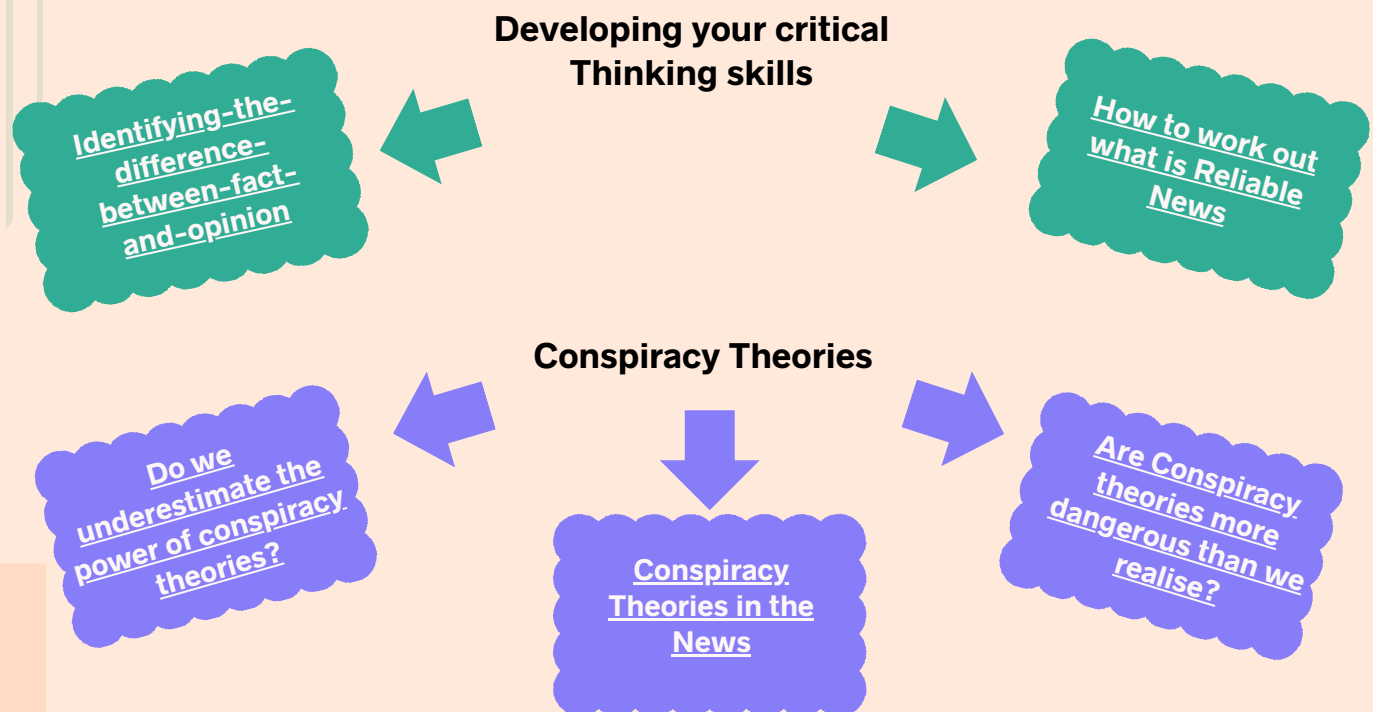 Developing your critical
Thinking skills
Identifying-the-
difference-
between-fact-
and-opinion
How to work out
what is Reliable
News
Conspiracy Theories
Do we
underestimate the
power of conspiracy
theories?
Conspiracy
Theories in the
News
Are Conspiracy
theories more
dangerous than we
realise?